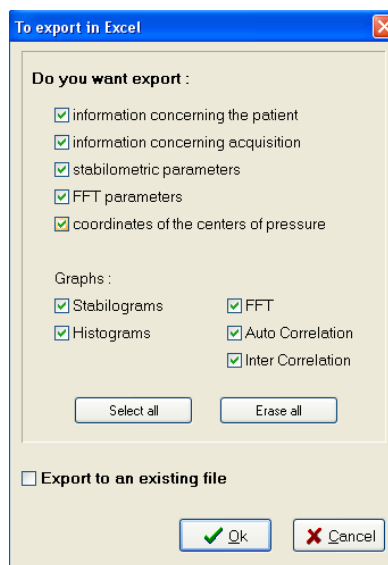 To export in Excel
Do you want export :
information concerning the patient
information concerning acquisition
stabilometric parameters
FFT parameters
coordinates of the centers of pressure
Graphs :
Stabilograms
FFT
Histograms
Auto Correlation
Inter Correlation
Select all
Erase all
Export to an existing file
Ok
Cancel